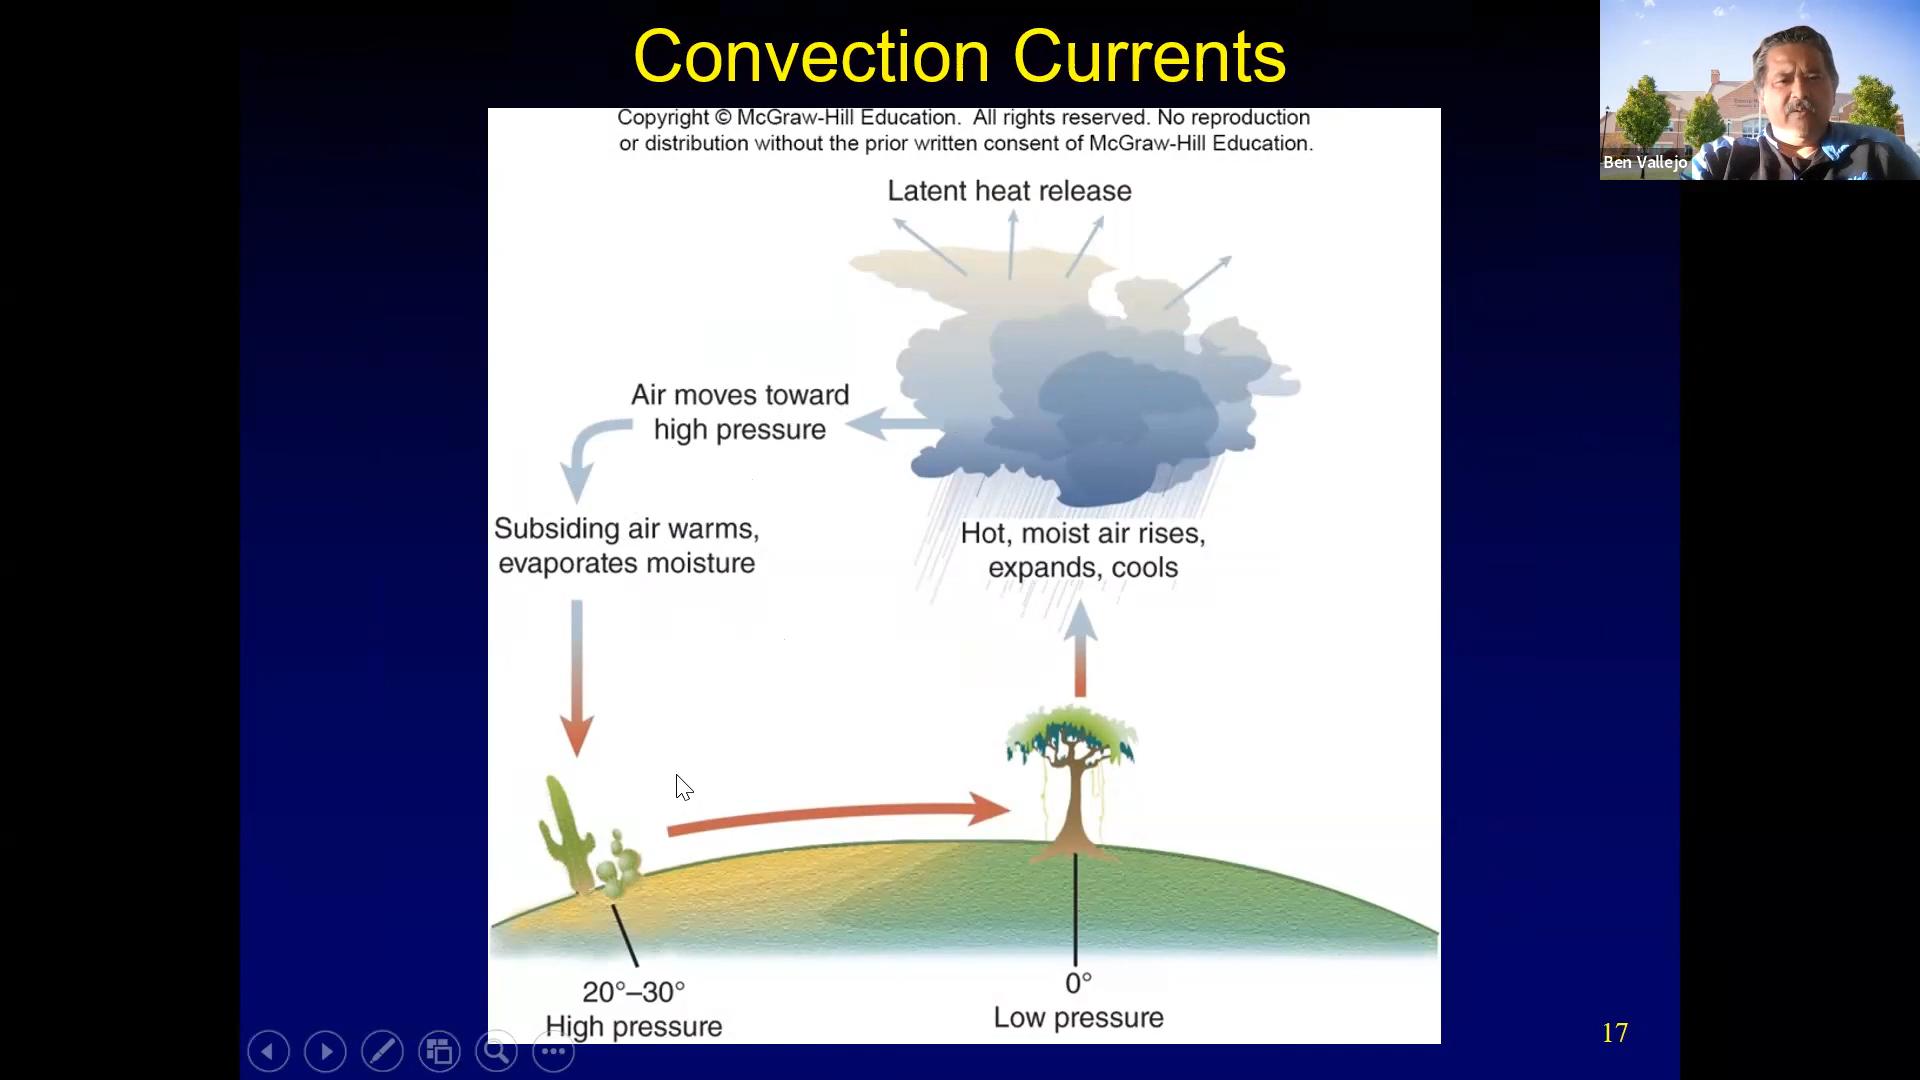 Convection Currents
Copyright © McGraw-Hill Education. All rights reserved. No reproduction
or distribution without the prior written consent of McGraw-Hill Education.
Ben Vallejo
Latent heat release
Air moves toward
high pressure
Subsiding air warms,
evaporates moisture
Hot, moist air rises,
expands, cools
20°–30°
High pressure
0°
Low pressure
17